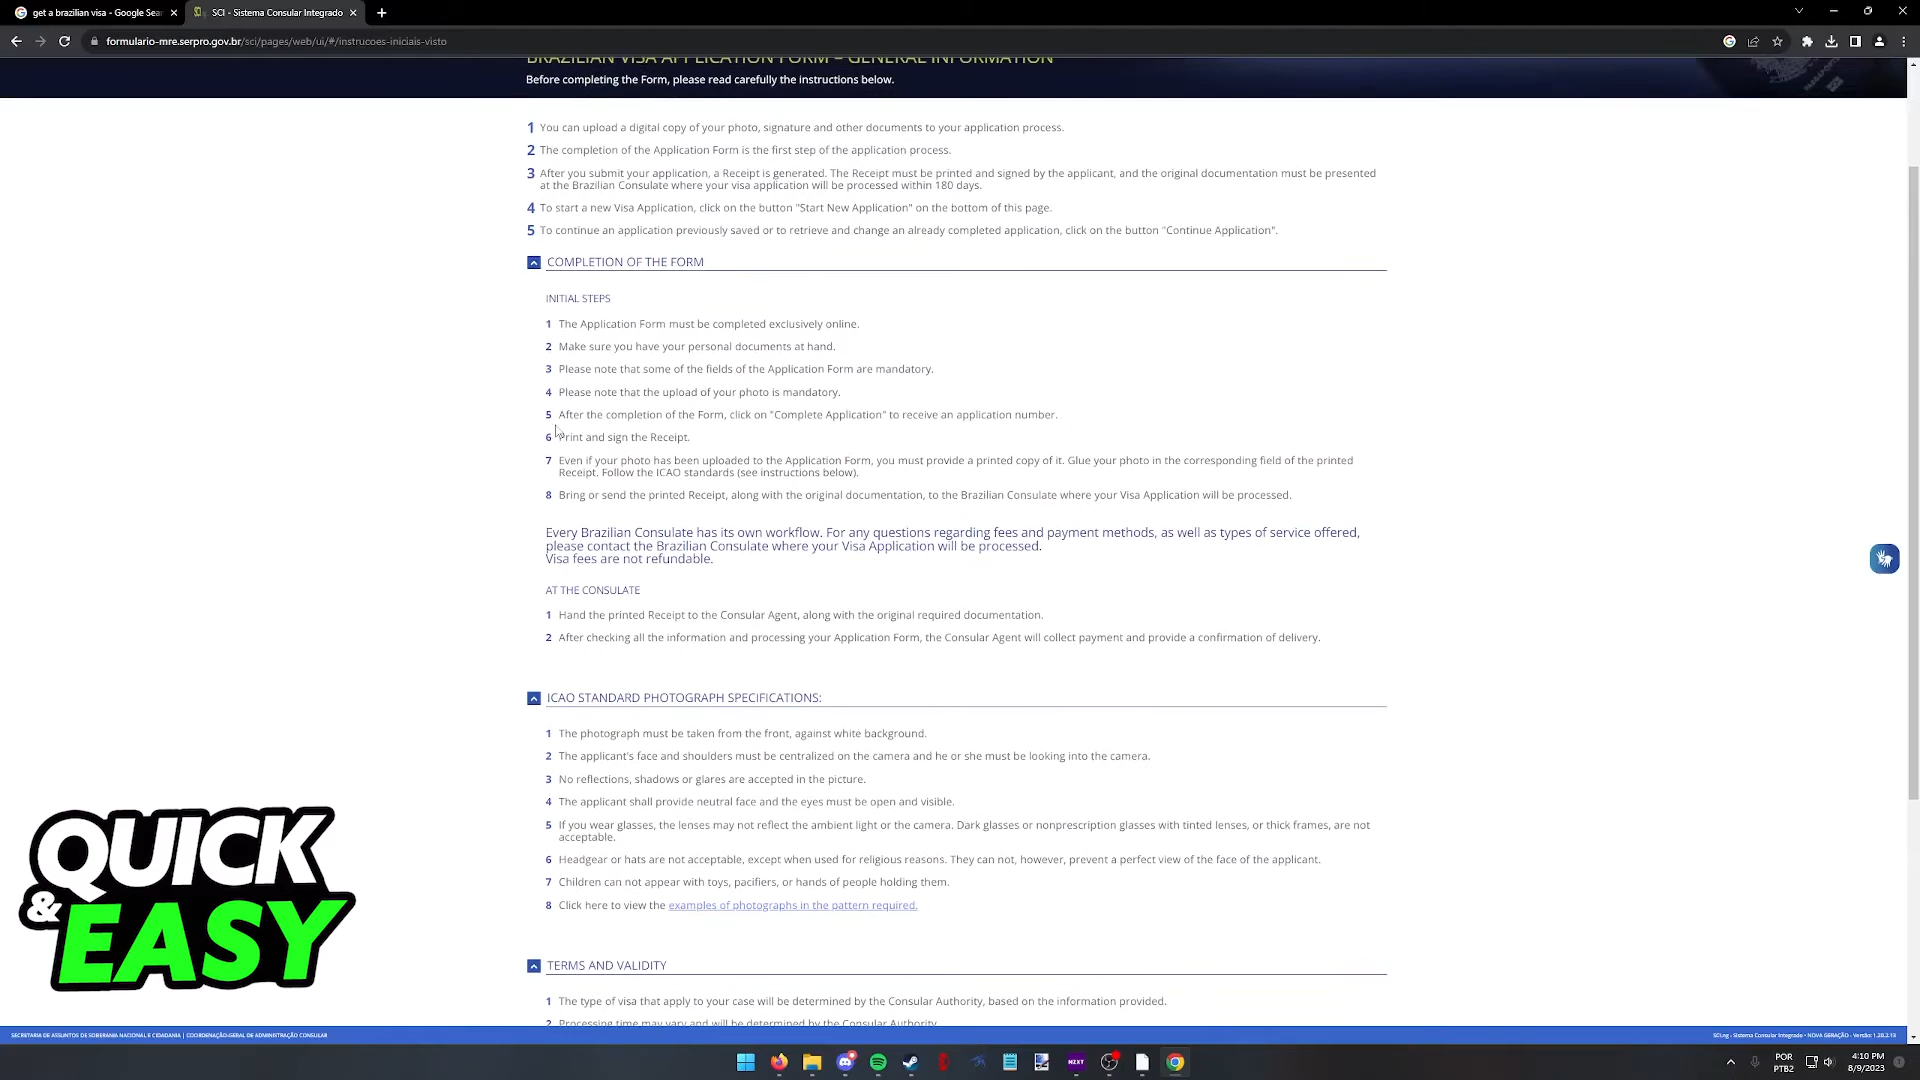 get a brazilian visa - Google Sear
SCI - Sistema Consular Integrado
formulario-mre.serpro.gov.br/sci/pages/web/ui/#/instrucoes-iniciais-visto
BRAZILIAN VISA APPLICATION FORM – GENERAL INFORMATION
Before completing the Form, please read carefully the instructions below.
1 You can upload a digital copy of your photo, signature and other documents to your application process.
2 The completion of the Application Form is the first step of the application process.
3 After you submit your application, a Receipt is generated. The Receipt must be printed and signed by the applicant, and the original documentation must be presented
at the Brazilian Consulate where your visa application will be processed within 180 days.
4 To start a new Visa Application, click on the button "Start New Application" on the bottom of this page.
5 To continue an application previously saved or to retrieve and change an already completed application, click on the button "Continue Application".
COMPLETION OF THE FORM
INITIAL STEPS
1 The Application Form must be completed exclusively online.
2 Make sure you have your personal documents at hand.
3 Please note that some of the fields of the Application Form are mandatory.
4 Please note that the upload of your photo is mandatory.
5 After the completion of the Form, click on "Complete Application" to receive an application number.
6 Print and sign the Receipt.
7 Even if your photo has been uploaded to the Application Form, you must provide a printed copy of it. Glue your photo in the corresponding field of the printed
Receipt. Follow the ICAO standards (see instructions below).
8 Bring or send the printed Receipt, along with the original documentation, to the Brazilian Consulate where your Visa Application will be processed.
Every Brazilian Consulate has its own workflow. For any questions regarding fees and payment methods, as well as types of service offered,
please contact the Brazilian Consulate where your Visa Application will be processed.
Visa fees are not refundable.
AT THE CONSULATE
1 Hand the printed Receipt to the Consular Agent, along with the original required documentation.
2 After checking all the information and processing your Application Form, the Consular Agent will collect payment and provide a confirmation of delivery.
ICAO STANDARD PHOTOGRAPH SPECIFICATIONS:
1 The photograph must be taken from the front, against white background.
2 The applicant's face and shoulders must be centralized on the camera and he or she must be looking into the camera.
3 No reflections, shadows or glares are accepted in the picture.
4 The applicant shall provide neutral face and the eyes must be open and visible.
5 If you wear glasses, the lenses may not reflect the ambient light or the camera. Dark glasses or nonprescription glasses with tinted lenses, or thick frames, are not
acceptable.
6 Headgear or hats are not acceptable, except when used for religious reasons. They can not, however, prevent a perfect view of the face of the applicant.
7 Children can not appear with toys, pacifiers, or hands of people holding them.
8 Click here to view the examples of photographs in the pattern required.
TERMS AND VALIDITY
1 The type of visa that apply to your case will be determined by the Consular Authority, based on the information provided.
2 Processing time may vary and will be determined by the Consular Authority.
QUICK
& EASY
SECRETARIA DE ASSUNTOS DE SOBERANIA NACIONAL E CIDADANIA | COORDENAÇÃO-GERAL DE ADMINISTRAÇÃO CONSULAR
SCI.ng - Sistema Consular Integrado • NOVA GERAÇÃO - Versão: 1.20.2.13
NZXT
POR
PTB2
4:10 PM
8/9/2023